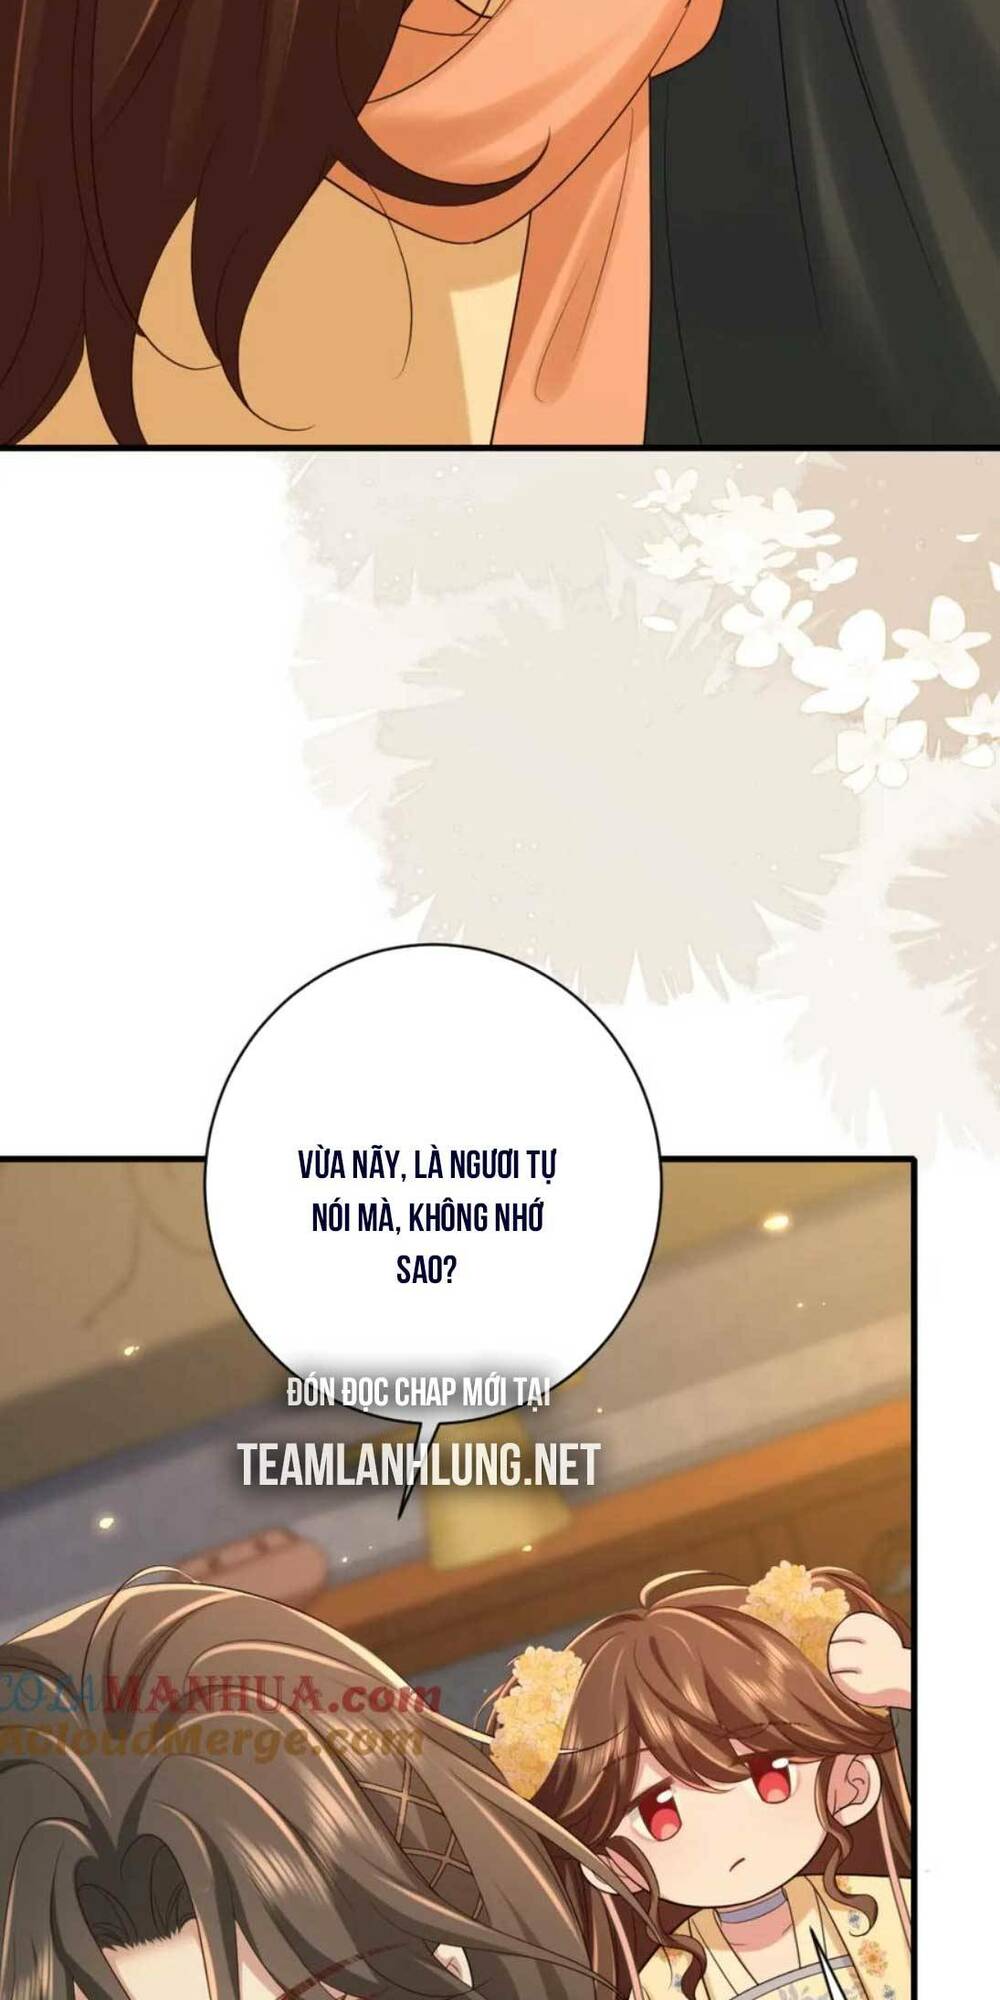 VỪA NÃY, LÀ NGƯƠI TỰ
NÓI MÀ, KHÔNG NHỚ
SAO?
ĐÓN ĐỌC CHAP MỚI TẠI
TEAMLANHLUNG.NET
COZAMANHUA.com
ACloudMerge.com